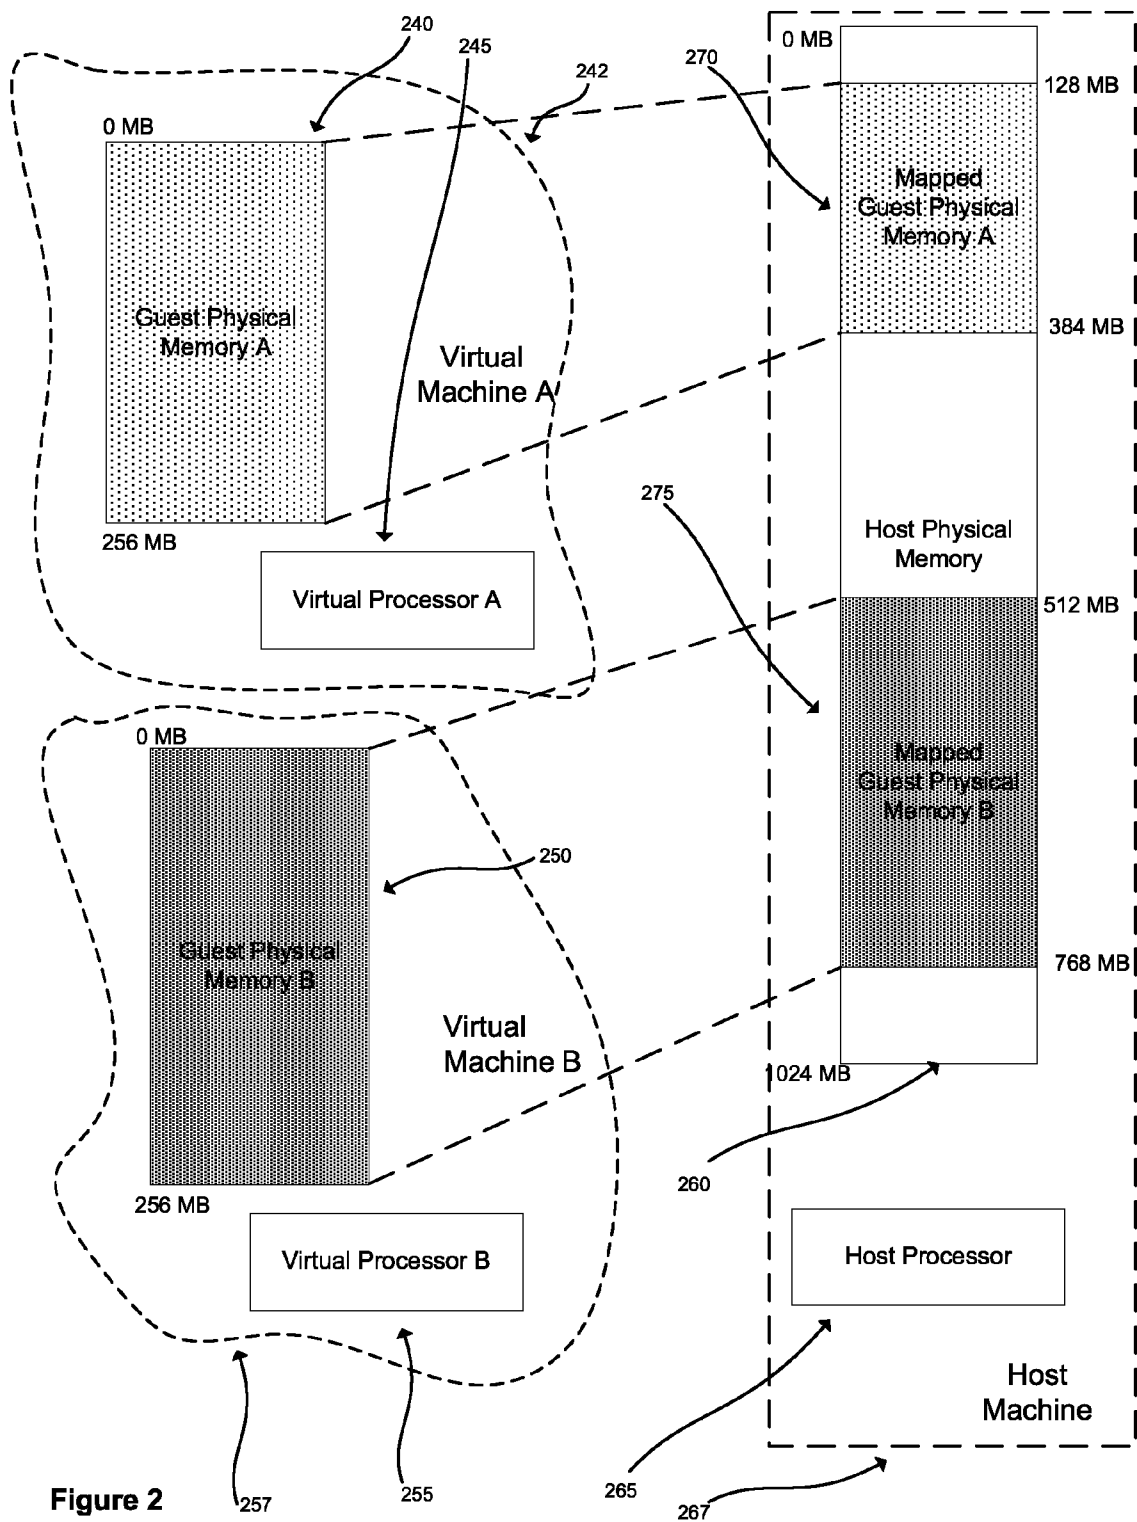 240
245
242
0 MB
270
128 MB
0 MB
Mapped
Guest Physical
Memory A
Guest Physical
Memory A
384 MB
Virtual
Machine A
275
Host Physical
Memory
256 MB
Virtual Processor A
512 MB
0 MB
Mapped
Guest Physical
Memory B
250
Guest Physical
Memory B
768 MB
Virtual
Machine B
1024 MB
260
256 MB
Virtual Processor B
Host Processor
Host
Machine
Figure 2
257
255
265
267